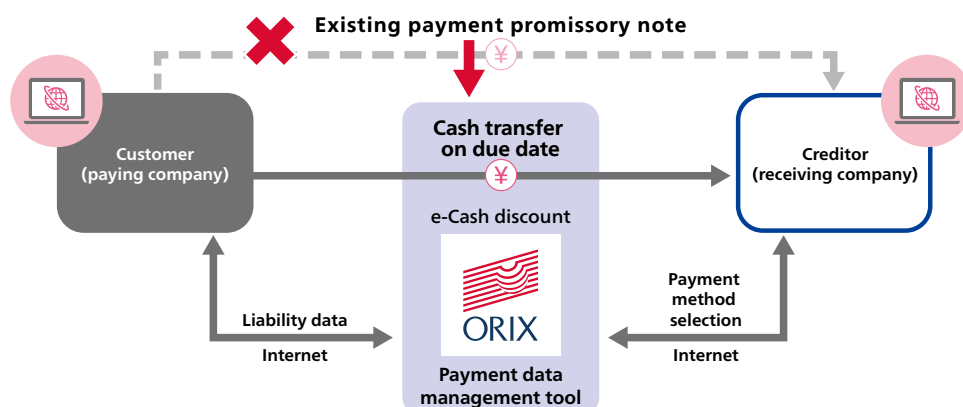 Existing payment promissory note
¥
Cash transfer
on due date
Customer
(paying company)
¥
Creditor
(receiving company)
e-Cash discount
ORIX
Liability data
Internet
Payment
method
selection
Internet
Payment data
management tool